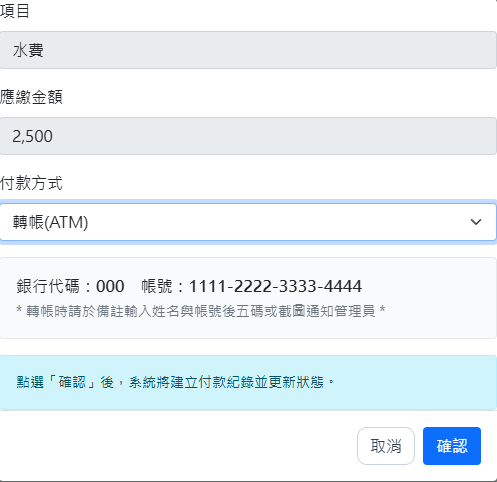 項目
水費
應繳金額
2,500
付款方式
轉帳(ATM)
銀行代碼：000　帳號：1111-2222-3333-4444
* 轉帳時請於備註輸入姓名與帳號後五碼或截圖通知管理員 *
點選「確認」後，系統將建立付款紀錄並更新狀態。
取消
確認